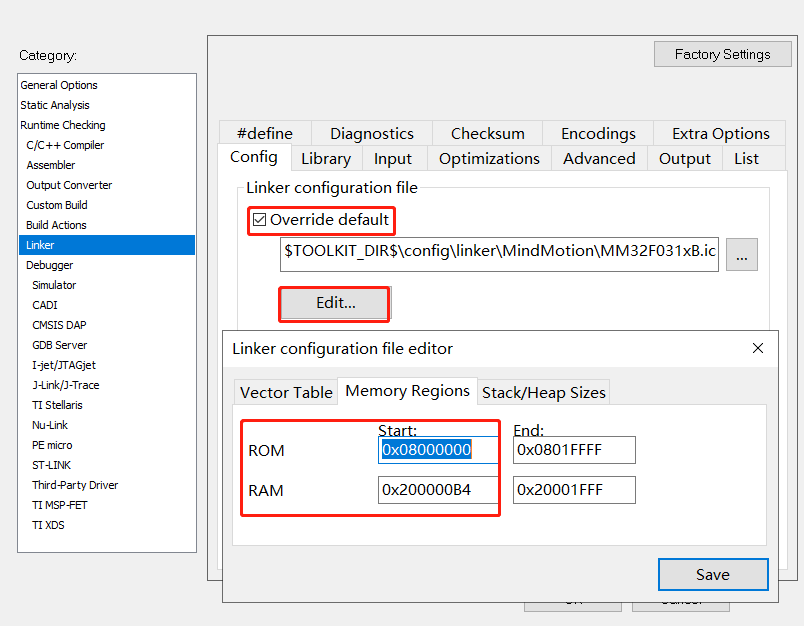 Category:
General Options
Static Analysis
Runtime Checking
C/C++ Compiler
Assembler
Output Converter
Custom Build
Build Actions
Linker
Debugger
Simulator
CADI
CMSIS DAP
GDB Server
I-jet/JTAGjet
J-Link/J-Trace
TI Stellaris
Nu-Link
PE micro
ST-LINK
Third-Party Driver
TI MSP-FET
TI XDS
Factory Settings
#define Diagnostics Checksum Encodings Extra Options
Config Library Input Optimizations Advanced Output List
Linker configuration file
Override default
$TOOLKIT_DIR$\config\linker\MindMotion\MM32F031xB.ic
...
Edit...
Linker configuration file editor
Vector Table Memory Regions Stack/Heap Sizes
Start: End:
ROM 0x08000000 0x0801FFFF
RAM 0x200000B4 0x20001FFF
Save